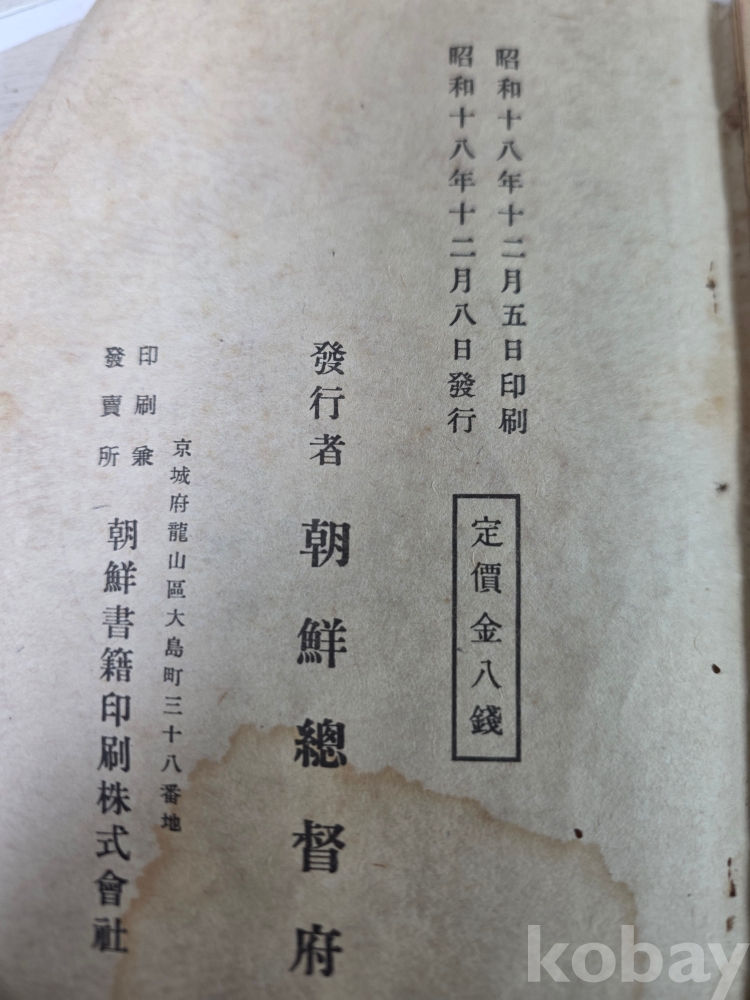 昭和十八年十二月五日印刷
昭和十八年十二月八日發行
定價金八錢
發行者 朝鮮總督府
京城府龍山區大島町三十八番地
印刷兼
發賣所
朝鮮書籍印刷株式會社
kobay